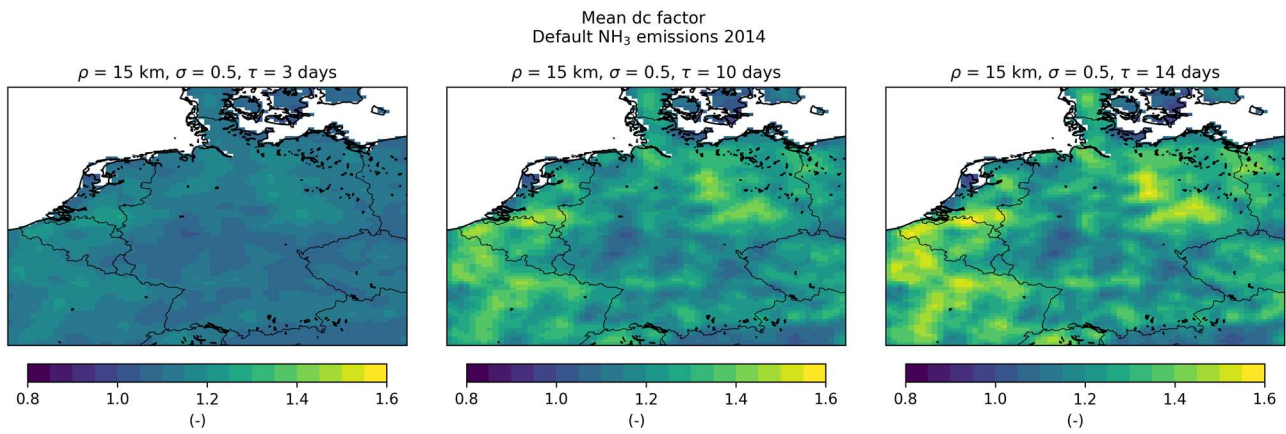 Mean dc factor
Default NH₃ emissions 2014
ρ = 15 km, σ = 0.5, τ = 3 days
ρ = 15 km, σ = 0.5, τ = 10 days
ρ = 15 km, σ = 0.5, τ = 14 days
0.8 1.0 1.2 1.4 1.6
(-)
0.8 1.0 1.2 1.4 1.6
(-)
0.8 1.0 1.2 1.4 1.6
(-)